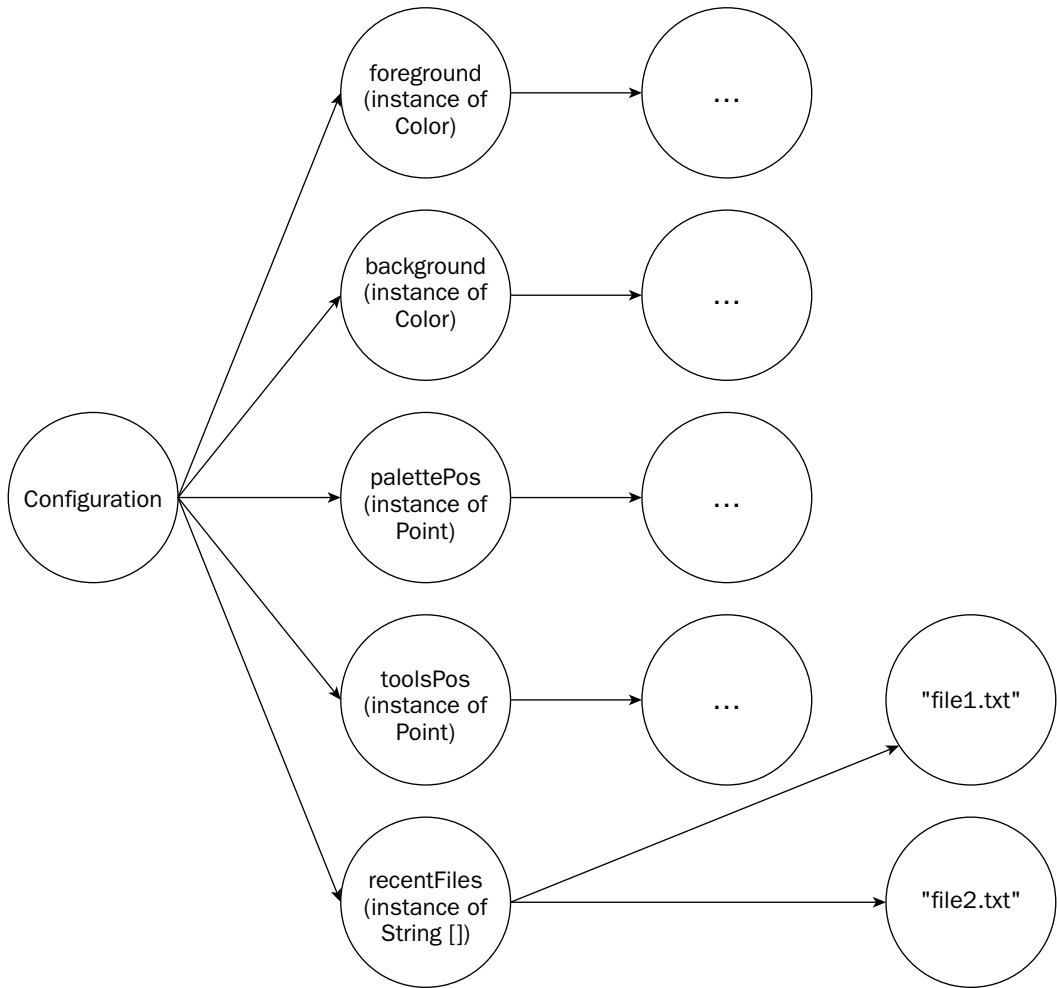 foreground
(instance of
Color)
...
background
(instance of
Color)
...
Configuration
palettePos
(instance of
Point)
...
toolsPos
(instance of
Point)
...
"file1.txt"
recentFiles
(instance of
String [])
"file2.txt"